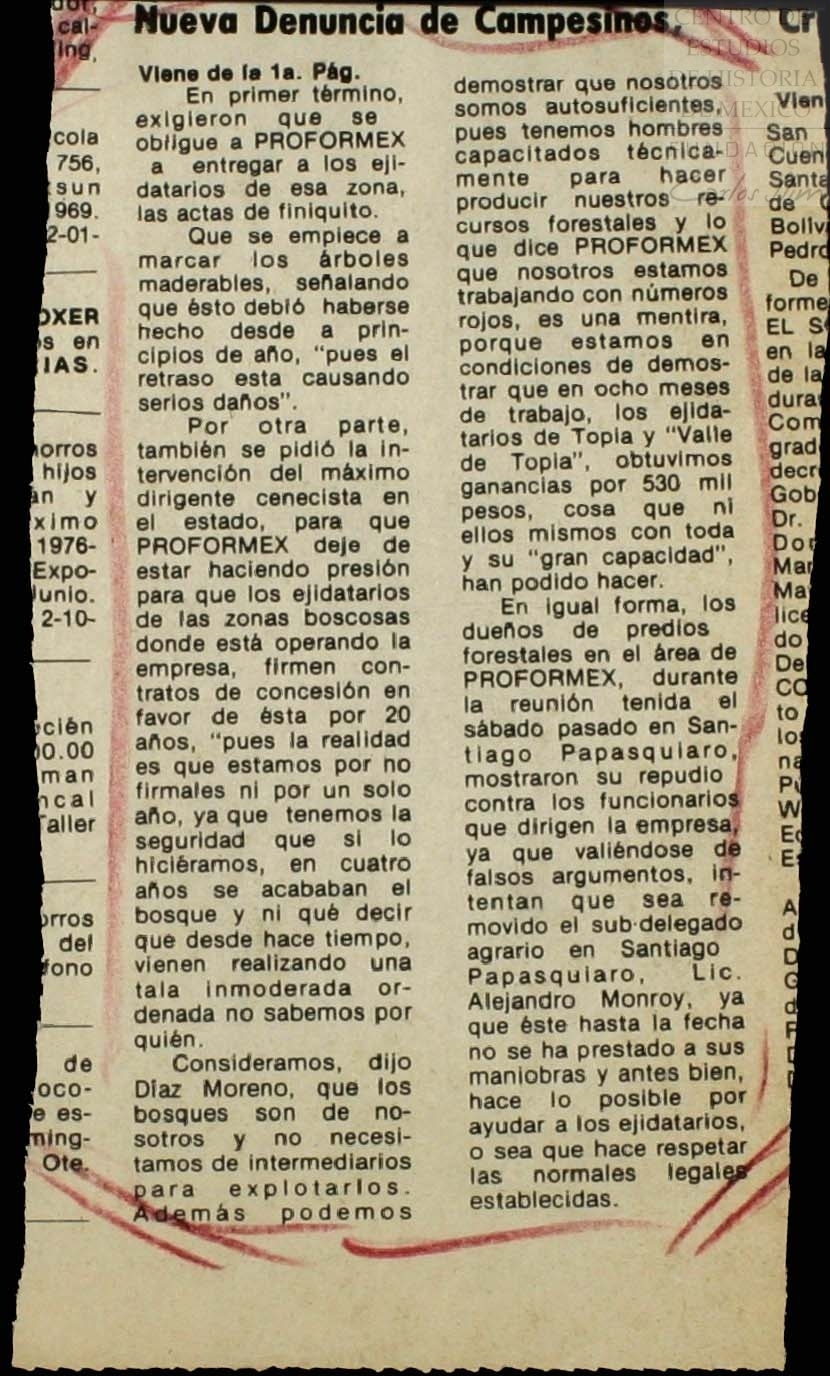 Nueva Denuncia de Campesinos,
Viene de la 1a. Pág.
En primer término,
exigieron que se
obligue a PROFORMEX
a entregar a los eji-
datarios de esa zona,
las actas de finiquito.
Que se empiece a
marcar los árboles
maderables, señalando
que ésto debió haberse
hecho desde a prin-
cipios de año, "pues el
retraso esta causando
serios daños".
Por otra parte,
también se pidió la in-
tervención del máximo
dirigente cenecista en
el estado, para que
PROFORMEX deje de
estar haciendo presión
para que los ejidatarios
de las zonas boscosas
donde está operando la
empresa, firmen con-
tratos de concesión en
favor de ésta por 20
años, "pues la realidad
es que estamos por no
firmales ni por un solo
año, ya que tenemos la
seguridad que si lo
hiciéramos, en cuatro
años se acababan el
bosque y ni qué decir
que desde hace tiempo,
vienen realizando una
tala inmoderada or-
denada no sabemos por
quién.
Consideramos, dijo
Díaz Moreno, que los
bosques son de no-
sotros y no necesi-
tamos de intermediarios
para explotarlos.
Además podemos
demostrar que nosotros
somos autosuficientes,
pues tenemos hombres
capacitados técnica-
mente para hacer
producir nuestros re-
cursos forestales y lo
que dice PROFORMEX
que nosotros estamos
trabajando con números
rojos, es una mentira,
porque estamos en
condiciones de demos-
trar que en ocho meses
de trabajo, los ejida-
tarios de Topia y "Valle
de Topia", obtuvimos
ganancias por 530 mil
pesos, cosa que ni
ellos mismos con toda
y su "gran capacidad",
han podido hacer.
En igual forma, los
dueños de predios
forestales en el área de
PROFORMEX, durante
la reunión tenida el
sábado pasado en San-
tiago Papasquiaro,
mostraron su repudio
contra los funcionarios
que dirigen la empresa,
ya que valiéndose de
falsos argumentos, in-
tentan que sea re-
movido el sub-delegado
agrario en Santiago
Papasquiaro, Lic.
Alejandro Monroy, ya
que éste hasta la fecha
no se ha prestado a sus
maniobras y antes bien,
hace lo posible por
ayudar a los ejidatarios,
o sea que hace respetar
las normales legales
establecidas.